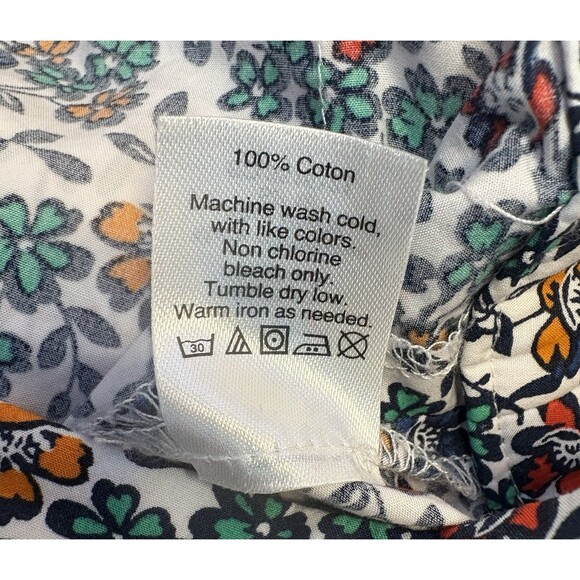 100% Coton
Machine wash cold,
with like colors.
Non chlorine
bleach only.
Tumble dry low.
Warm iron as needed.
30